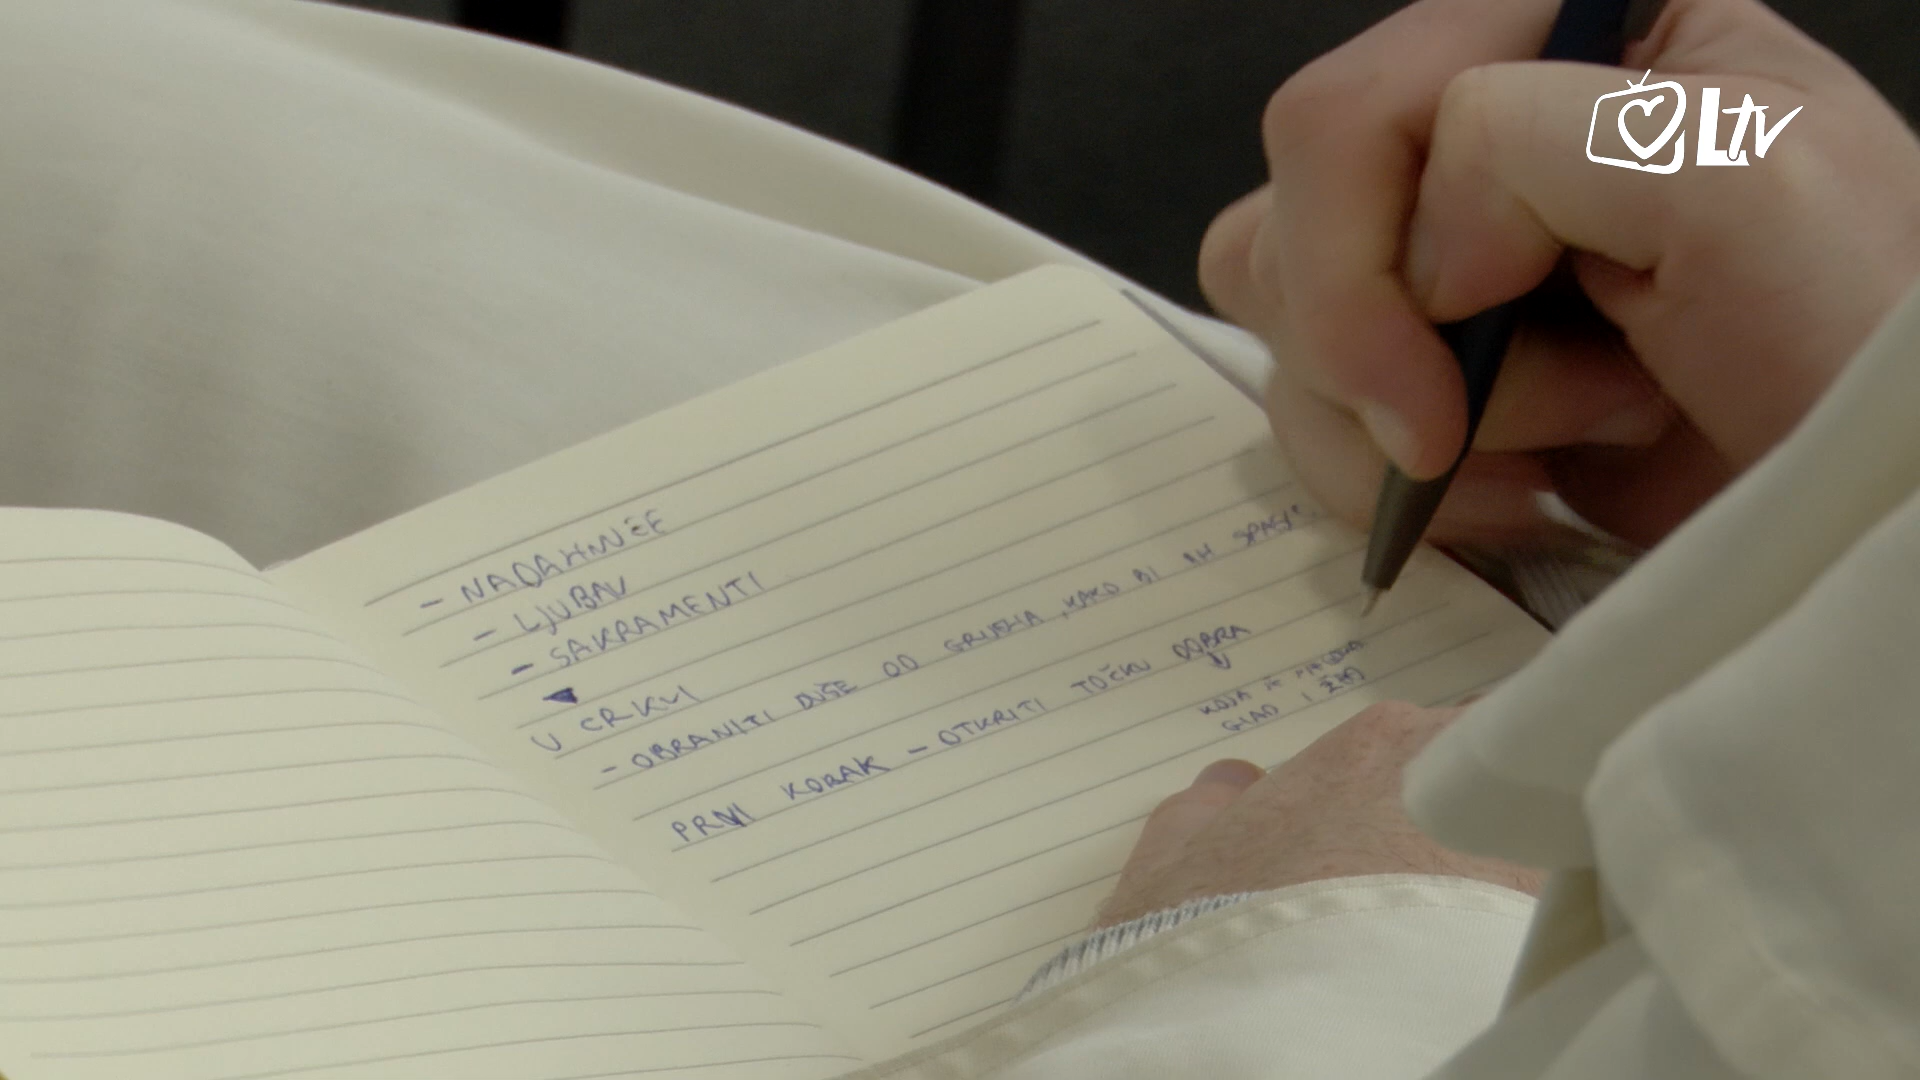 LTV
- NADAHNUĆE
- LJUBAV
- SAKRAMENTI
U CRKVI
- OBRANITI DUŠE OD GRIJEHA, KAKO BI IH SPASIO
PRVI KORAK - OTKRITI TOČKU DOBRA
KOJA JE
GLAD I ŽEĐ